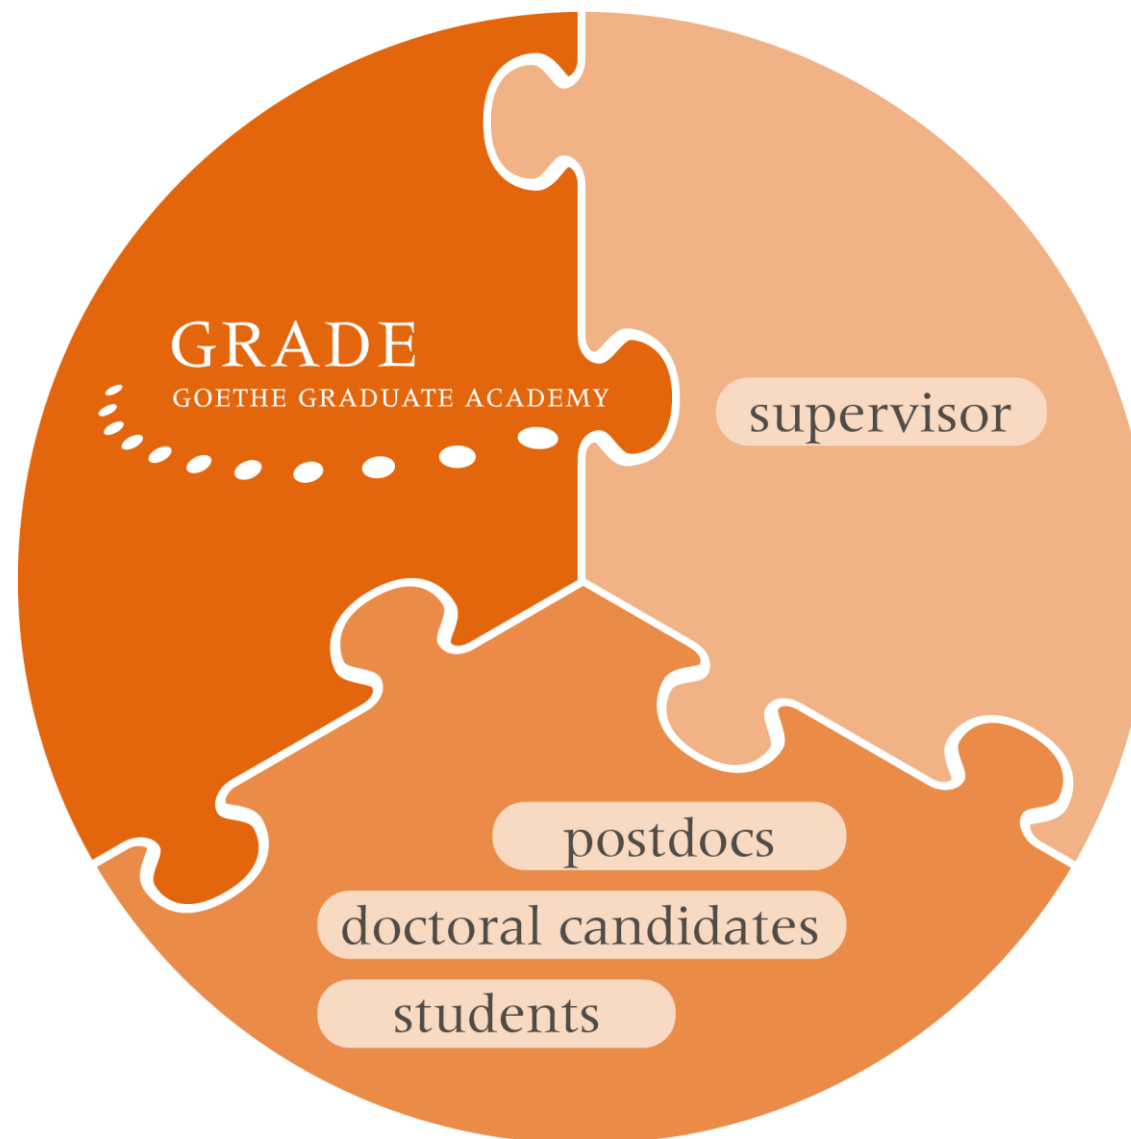 GRADE
GOETHE GRADUATE ACADEMY
supervisor
postdocs
doctoral candidates
students